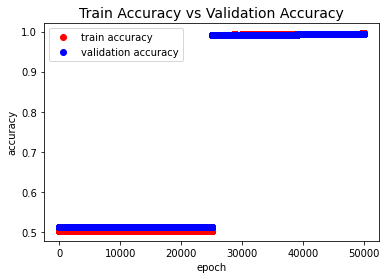 Train Accuracy vs Validation Accuracy
train accuracy
validation accuracy
1.0
0.9
0.8
0.7
0.6
0.5
accuracy
0 10000 20000 30000 40000 50000
epoch